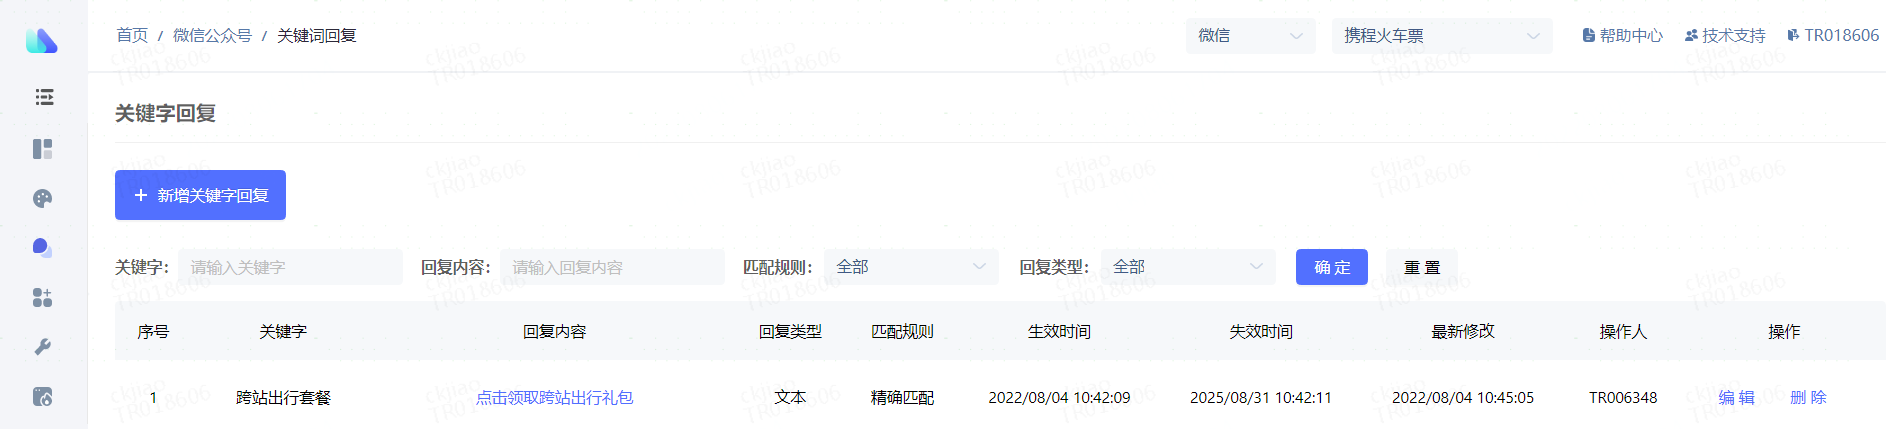 首页 / 微信公众号 / 关键词回复
微信
携程火车票
帮助中心
技术支持
TR018606
关键字回复
+ 新增关键字回复
关键字: 请输入关键字
回复内容: 请输入回复内容
匹配规则: 全部
回复类型: 全部
确 定
重 置
序号 关键字 回复内容 回复类型 匹配规则 生效时间 失效时间 最新修改 操作人 操作
1 跨站出行套餐 点击领取跨站出行礼包 文本 精确匹配 2022/08/04 10:42:09 2025/08/31 10:42:11 2022/08/04 10:45:05 TR006348 编 辑 删 除
ckjiao
TR018606